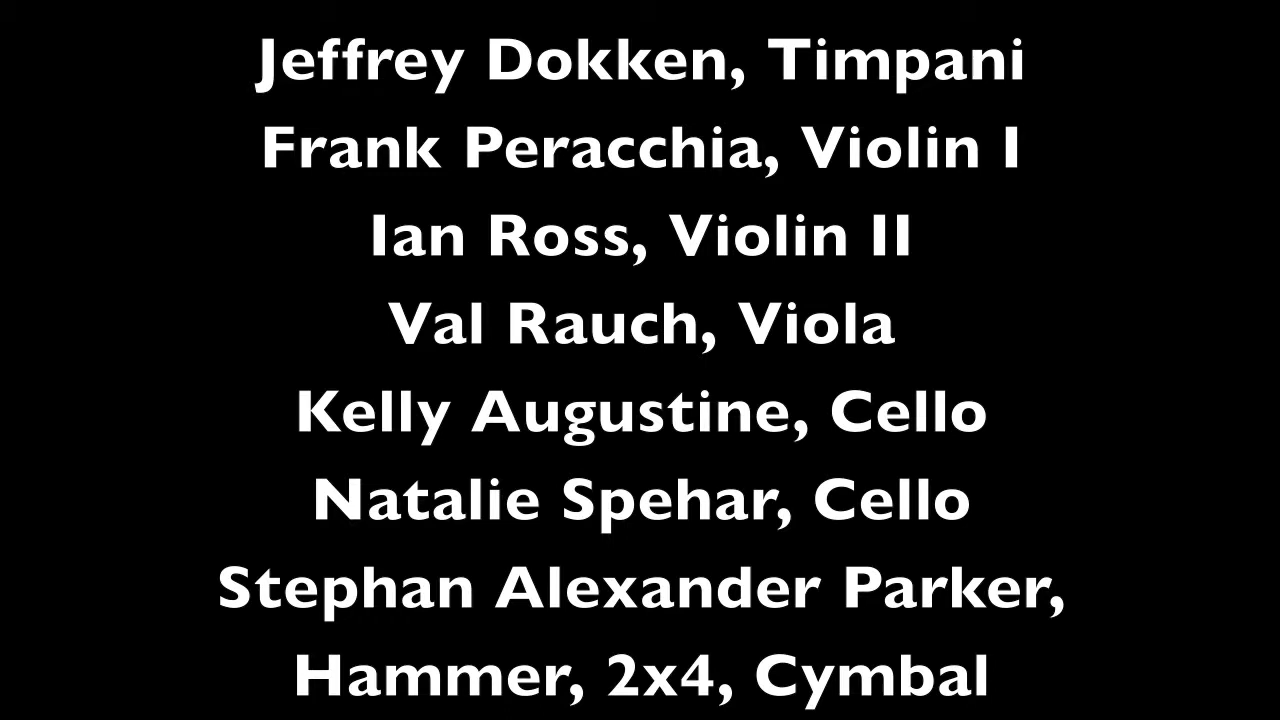 Jeffrey Dokken, Timpani
Frank Peracchia, Violin I
Ian Ross, Violin II
Val Rauch, Viola
Kelly Augustine, Cello
Natalie Spehar, Cello
Stephan Alexander Parker,
Hammer, 2x4, Cymbal